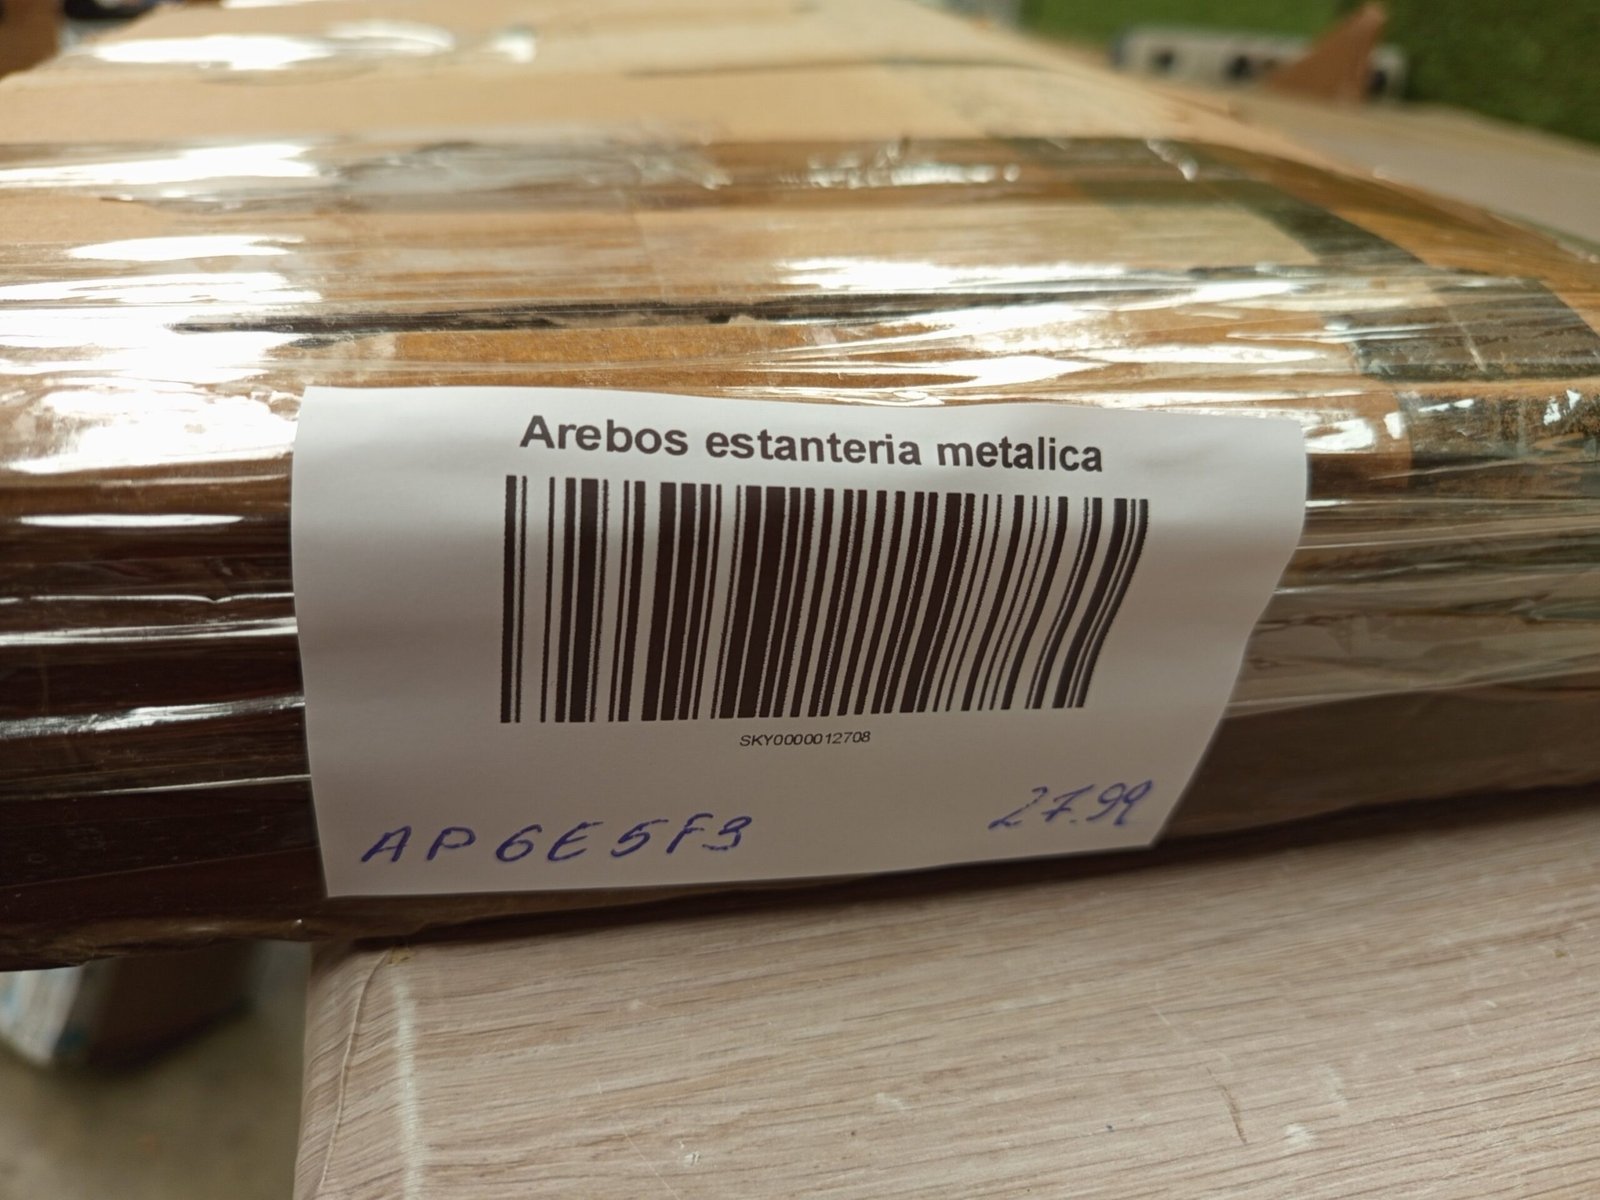 Arebos estanteria metalica
SKY0000012708
AP6E5F3 27.99